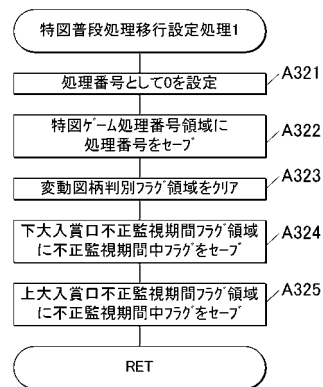 特図普段処理移行設定処理1
処理番号として0を設定
A321
特図ｹﾞｰﾑ処理番号領域に
処理番号をｾｰﾌﾞ
A322
変動図柄判別ﾌﾗｸﾞ領域をｸﾘｱ
A323
下大入賞口不正監視期間ﾌﾗｸﾞ領域
に不正監視期間中ﾌﾗｸﾞをｾｰﾌﾞ
A324
上大入賞口不正監視期間ﾌﾗｸﾞ領域
に不正監視期間中ﾌﾗｸﾞをｾｰﾌﾞ
A325
RET